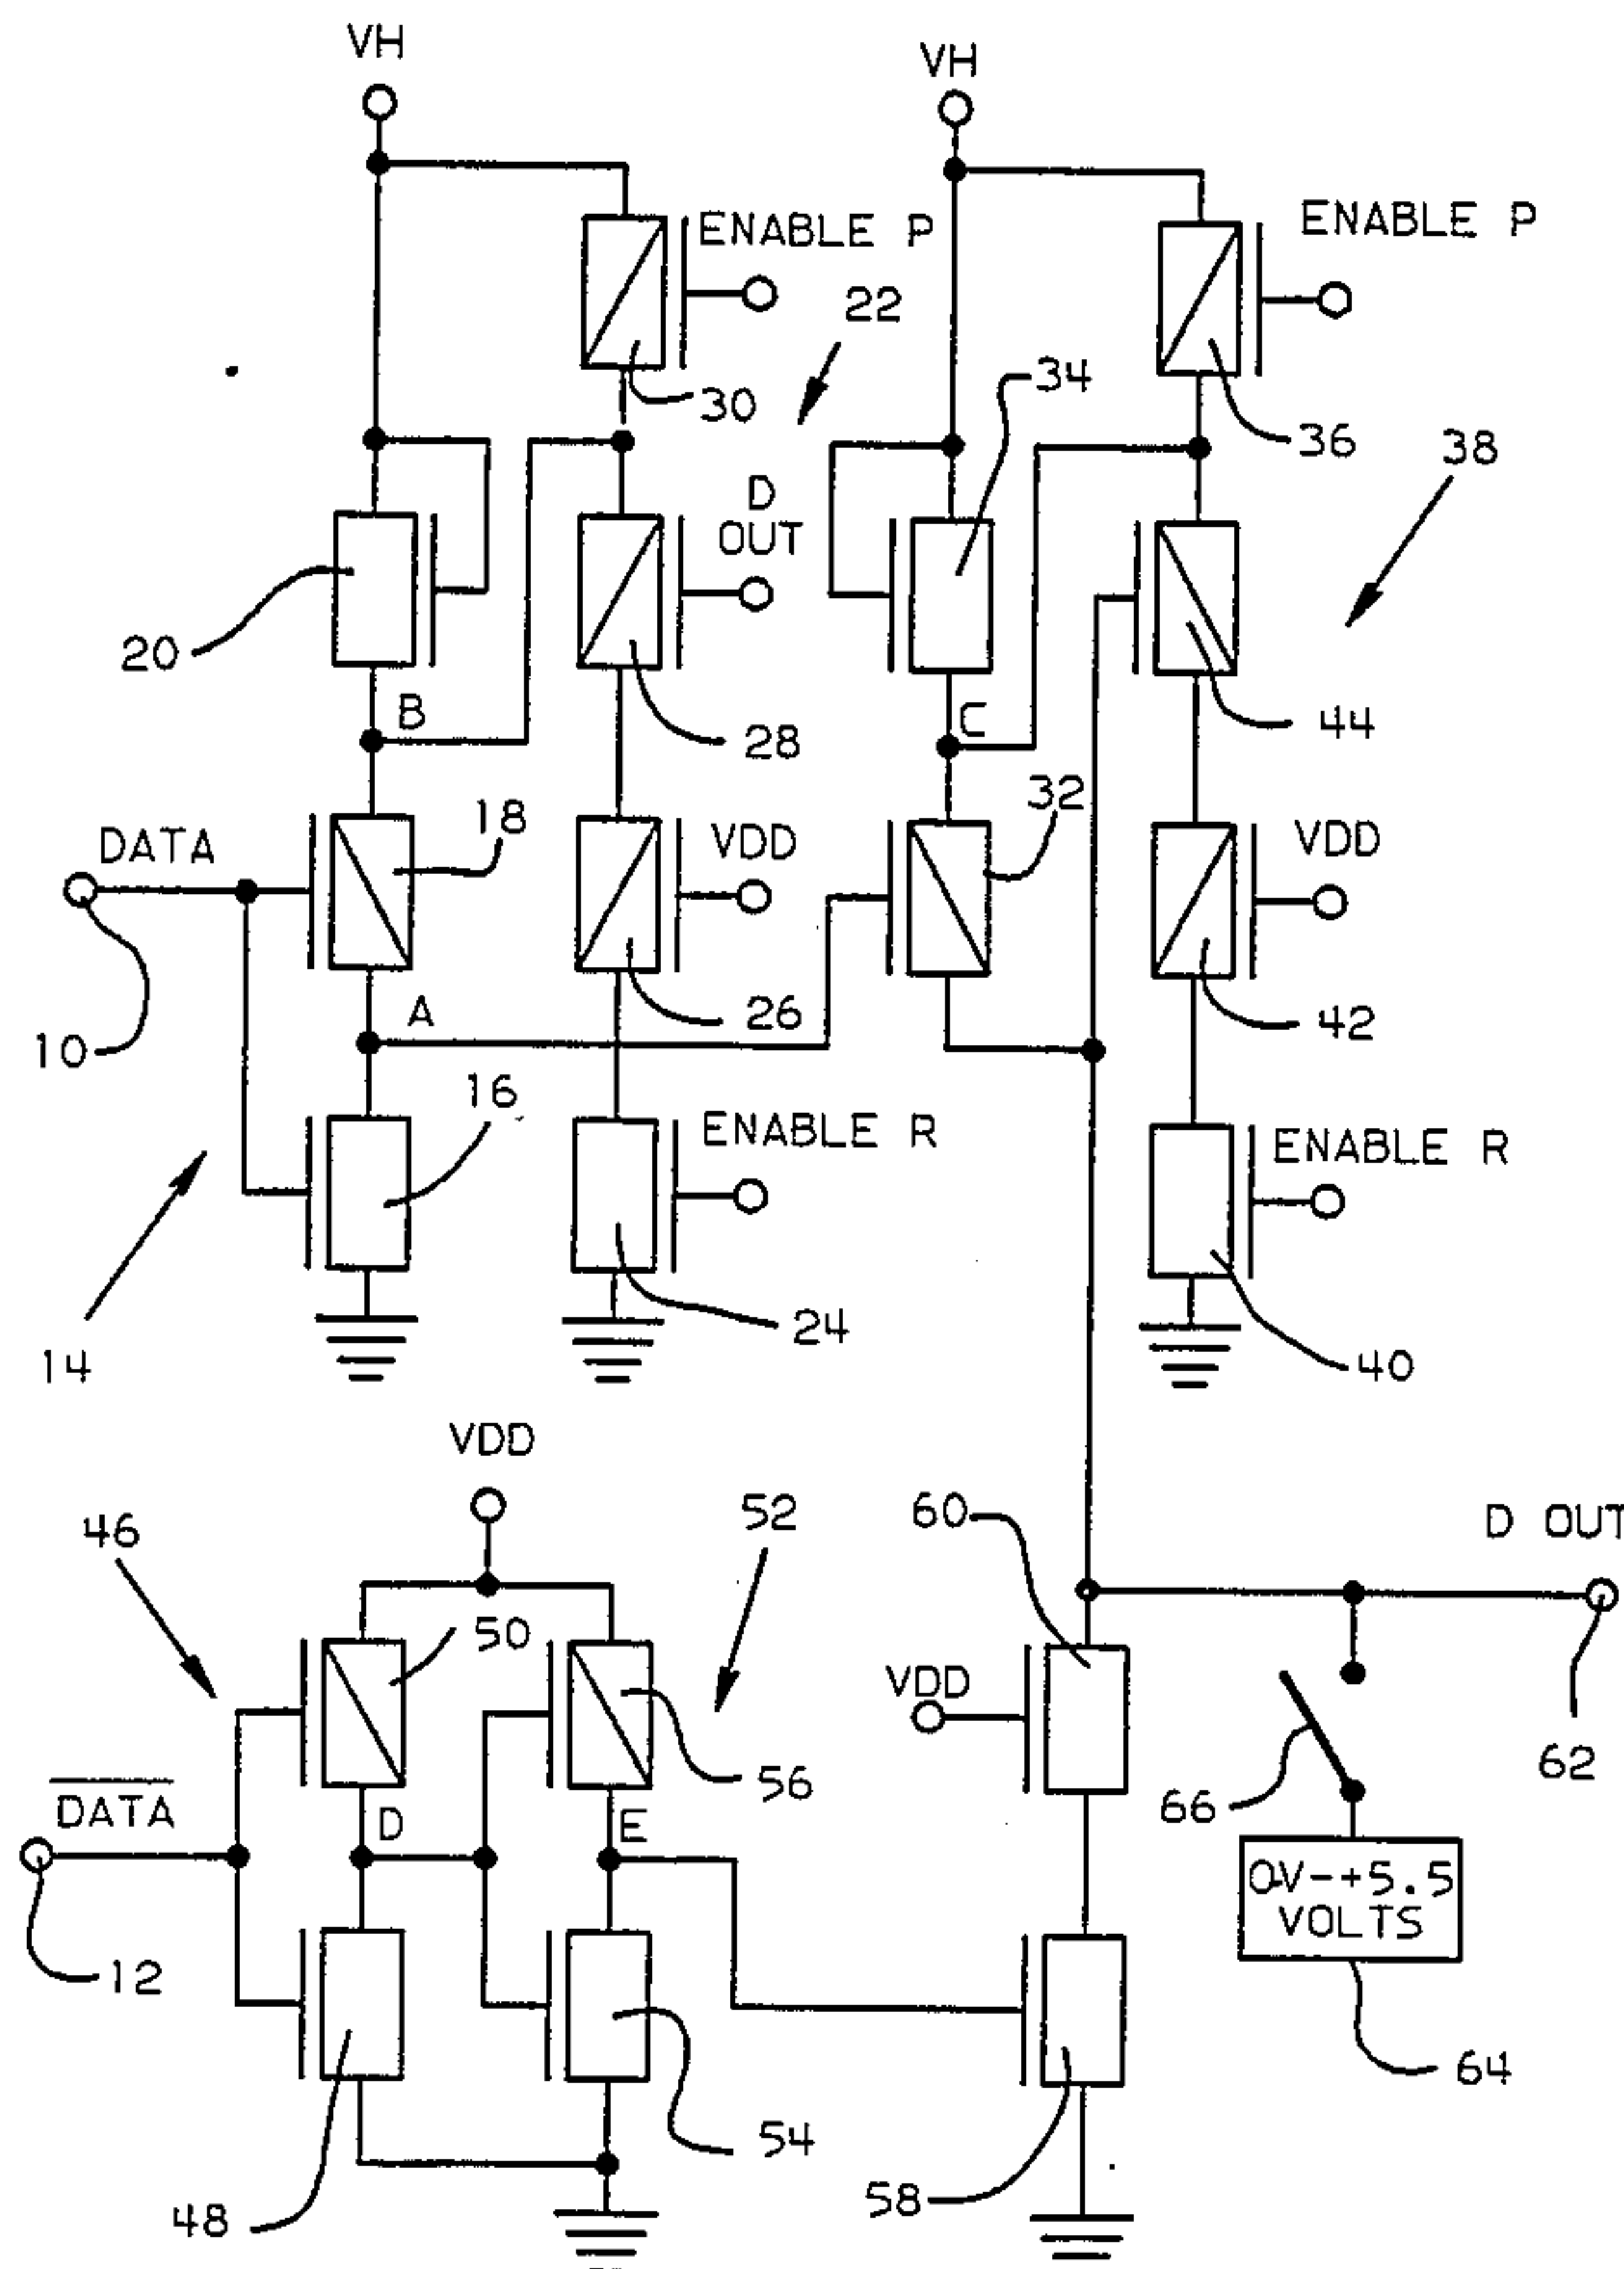 VH
VH
ENABLE P
ENABLE P
22
34
30
36
38
D
OUT
20
B
28
C
44
18
32
DATA
VDD
VDD
A
26
42
10
16
ENABLE R
ENABLE R
24
14
40
VDD
46
52
60
D OUT
50
VDD
56
66
62
DATA
D
E
0V-+5.5
VOLTS
12
64
54
58
48